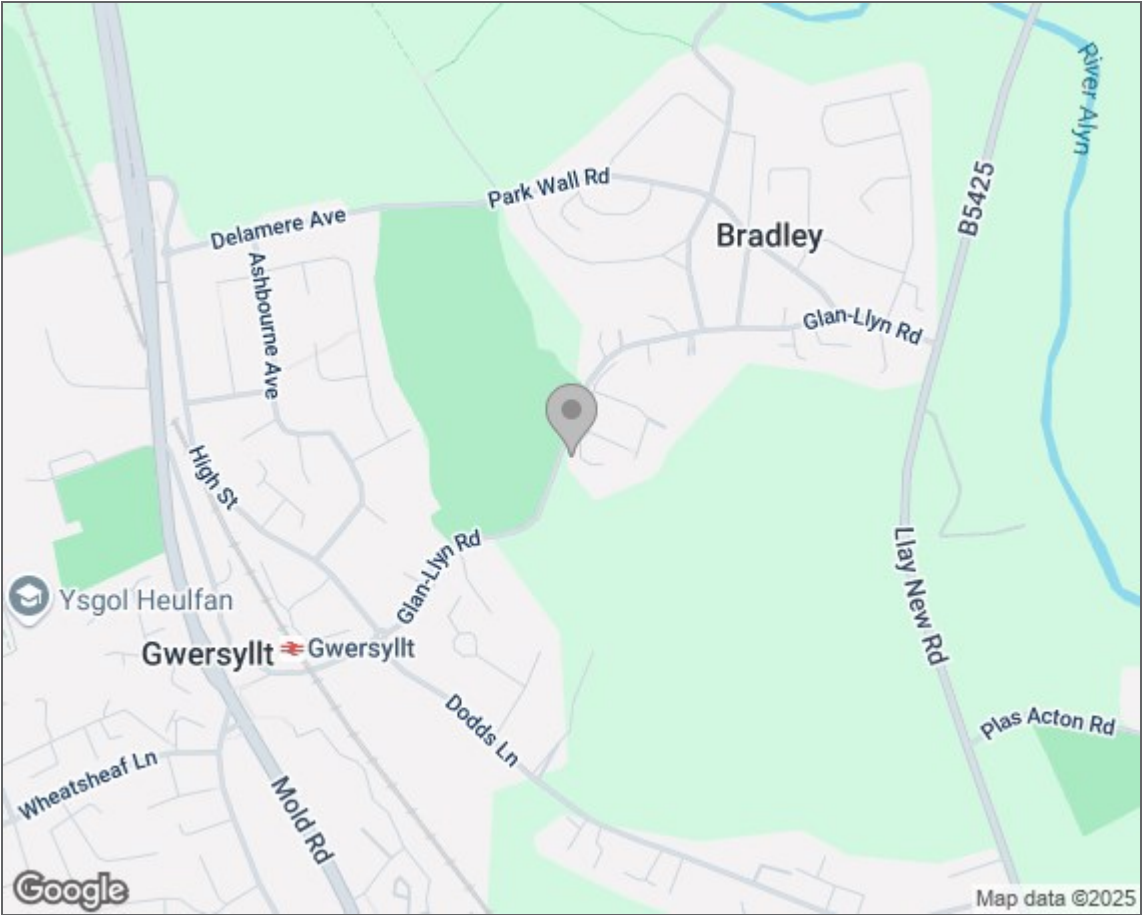 River Alyn
B5425
Park Wall Rd
Delamere Ave
Bradley
Ashbourne Ave
Glan-Llyn Rd
High St
Glan-Llyn Rd
Llay New Rd
Ysgol Heulfan
Gwersyllt
Gwersyllt
Dodds Ln
Plas Acton Rd
Wheatsheaf Ln
Mold Rd
Google
Map data ©2025